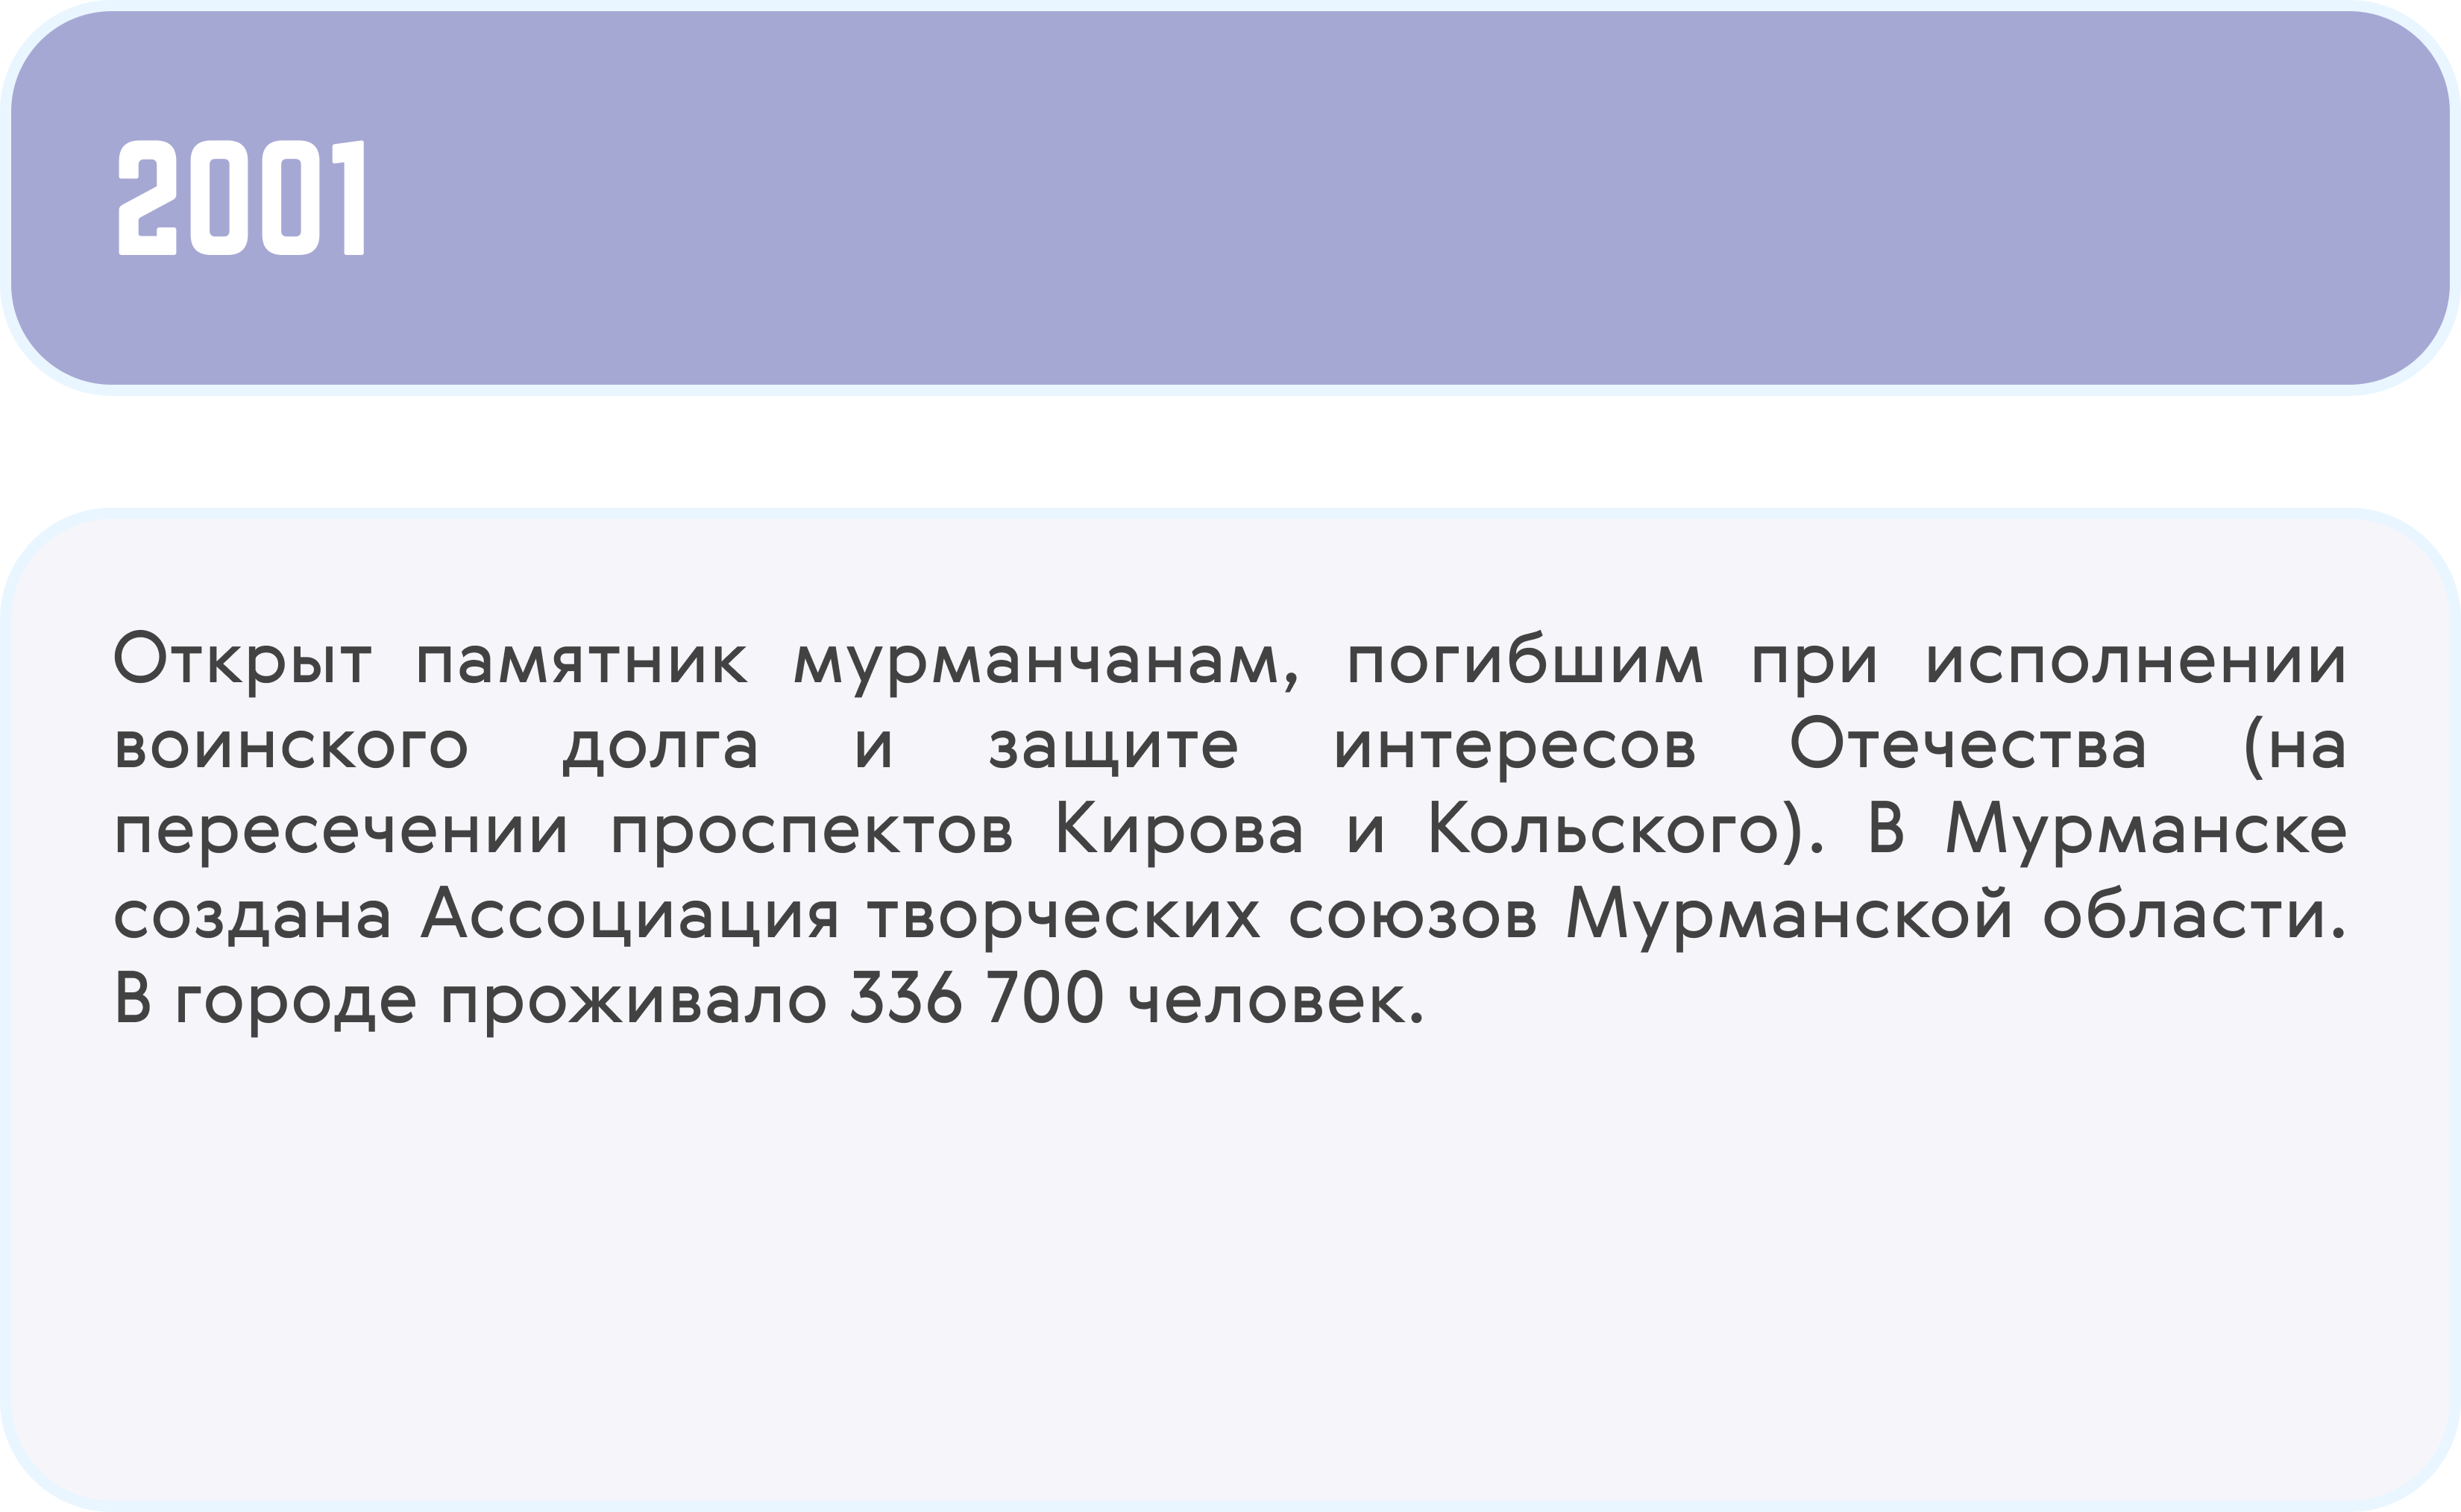 2001
Открыт памятник мурманчанам, погибшим при исполнении
воинского долга и защите интересов Отечества (на
пересечении проспектов Кирова и Кольского). В Мурманске
создана Ассоциация творческих союзов Мурманской области.
В городе проживало 336 700 человек.